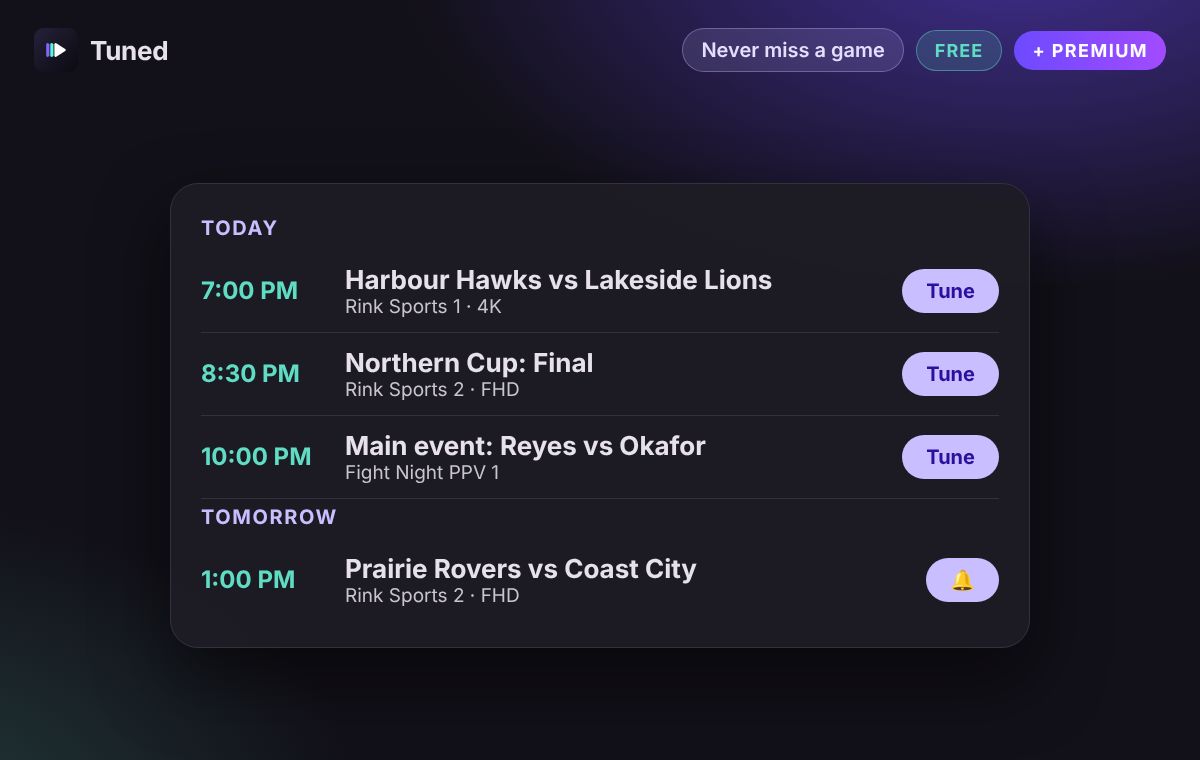 Tuned
Never miss a game
FREE
+ PREMIUM
TODAY
7:00 PM
Harbour Hawks vs Lakeside Lions
Rink Sports 1 · 4K
Tune
8:30 PM
Northern Cup: Final
Rink Sports 2 · FHD
Tune
10:00 PM
Main event: Reyes vs Okafor
Fight Night PPV 1
Tune
TOMORROW
1:00 PM
Prairie Rovers vs Coast City
Rink Sports 2 · FHD